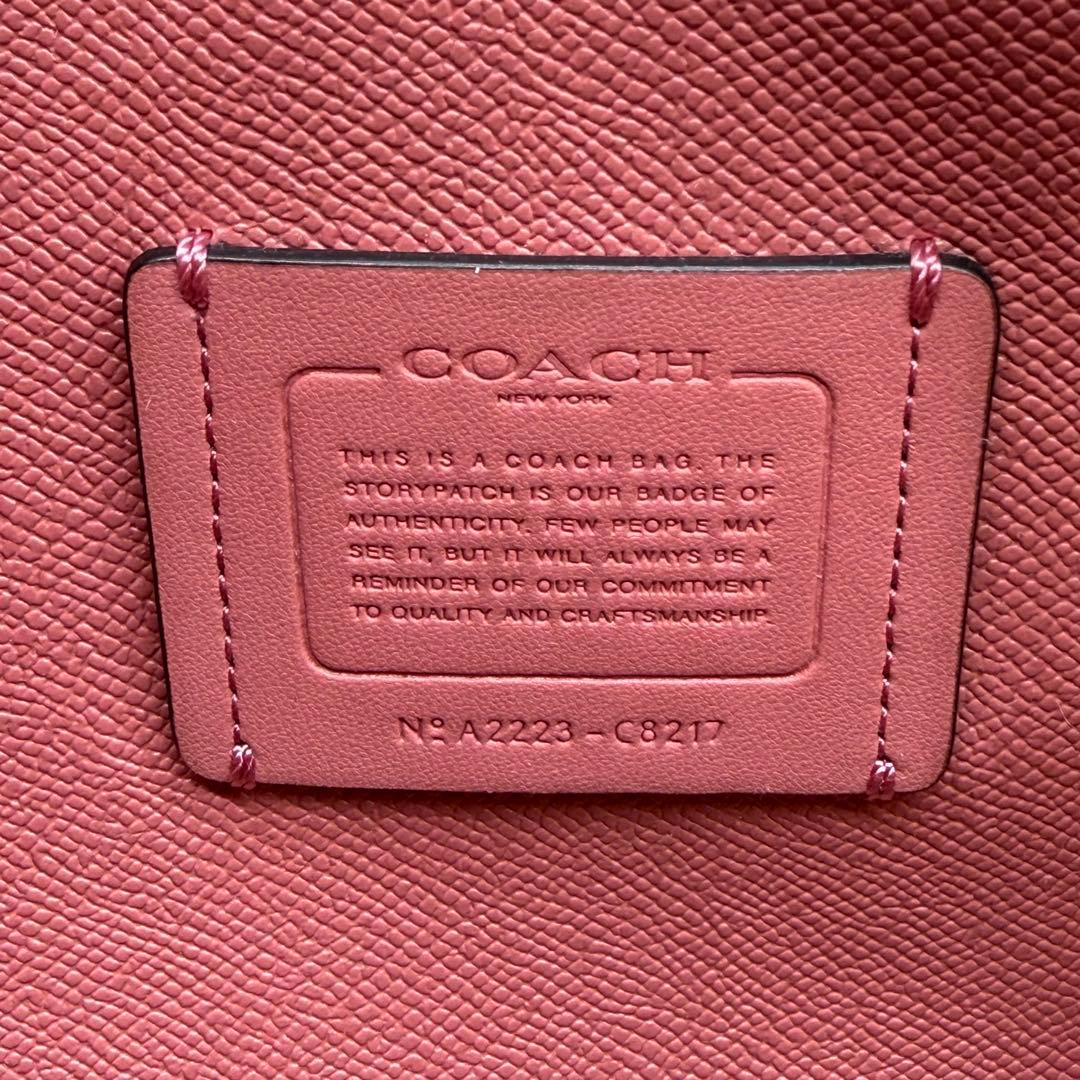 COACH
NEW YORK
THIS IS A COACH BAG. THE
STORYPATCH IS OUR BADGE OF
AUTHENTICITY. FEW PEOPLE MAY
SEE IT, BUT IT WILL ALWAYS BE A
REMINDER OF OUR COMMITMENT
TO QUALITY AND CRAFTSMANSHIP.
Nº A2223-C8217